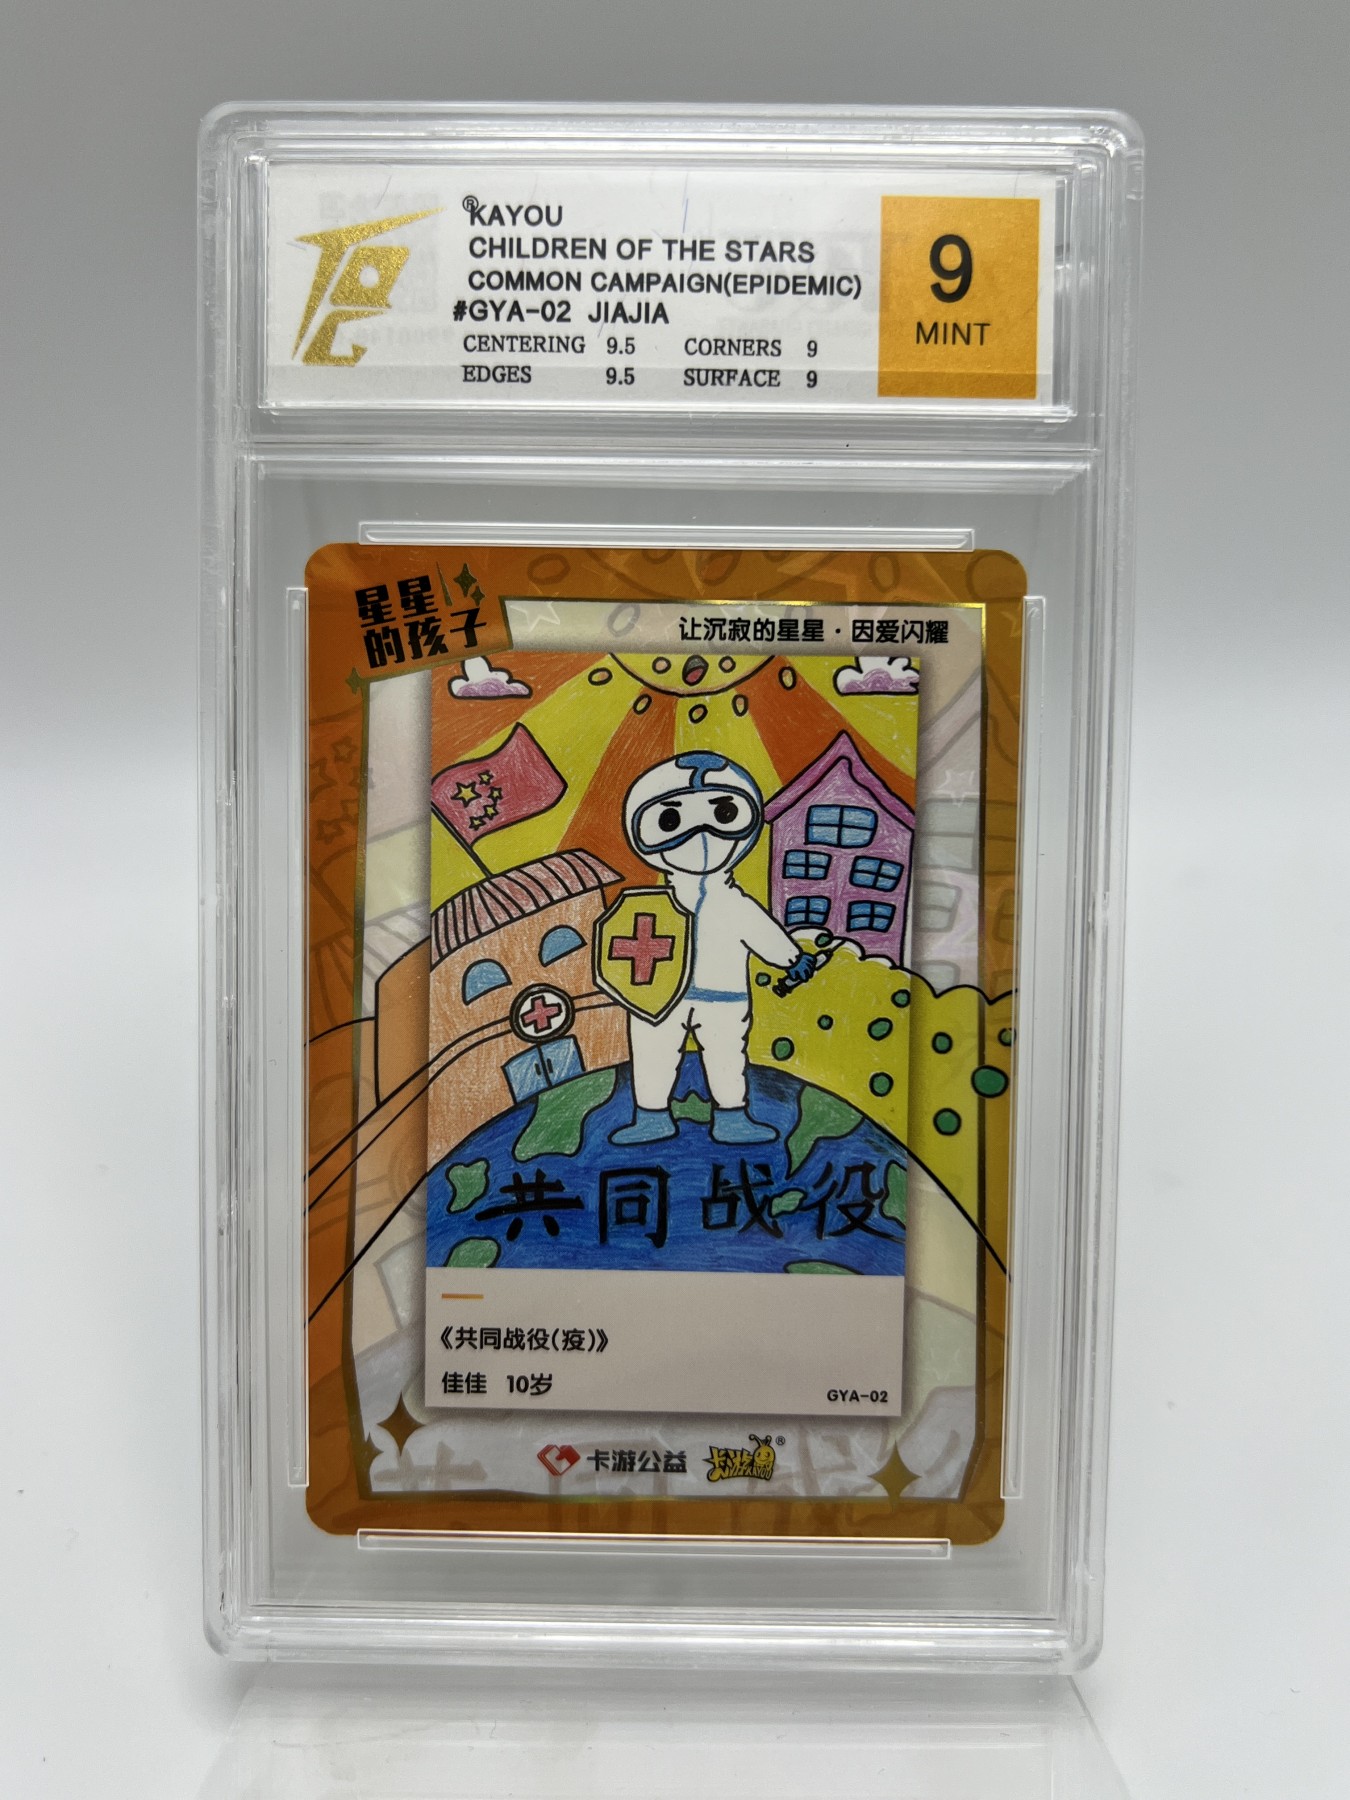 ®KAYOU
CHILDREN OF THE STARS
COMMON CAMPAIGN(EPIDEMIC)
#GYA-02 JIAJIA
CENTERING 9.5 CORNERS 9
EDGES 9.5 SURFACE 9
9
MINT
星星
的孩子
让沉寂的星星·因爱闪耀
共同战役
《共同战役(疫)》
佳佳 10岁
GYA-02
卡游公益
卡游®
KAYOU